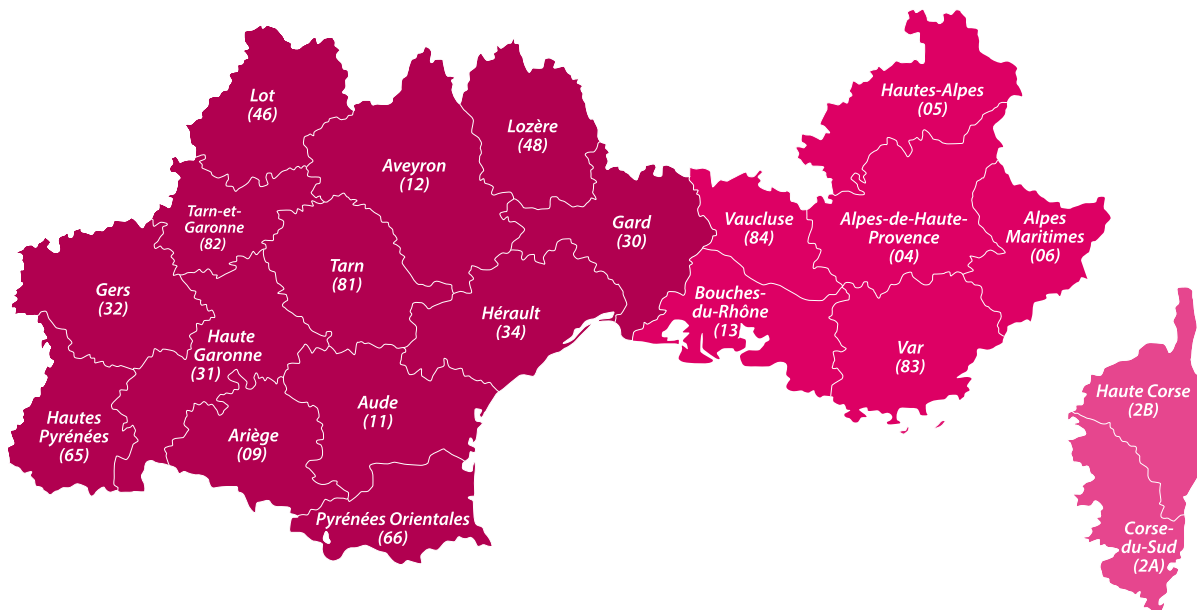 Lot
(46)
Lozère
(48)
Aveyron
(12)
Tarn-et-
Garonne
(82)
Gard
(30)
Tarn
(81)
Gers
(32)
Hérault
(34)
Haute
Garonne
(31)
Hautes
Pyrénées
(65)
Ariège
(09)
Aude
(11)
Pyrénées Orientales
(66)
Hautes-Alpes
(05)
Vaucluse
(84)
Alpes-de-Haute-
Provence
(04)
Alpes
Maritimes
(06)
Bouches-
du-Rhône
(13)
Var
(83)
Haute Corse
(2B)
Corse-
du-Sud
(2A)